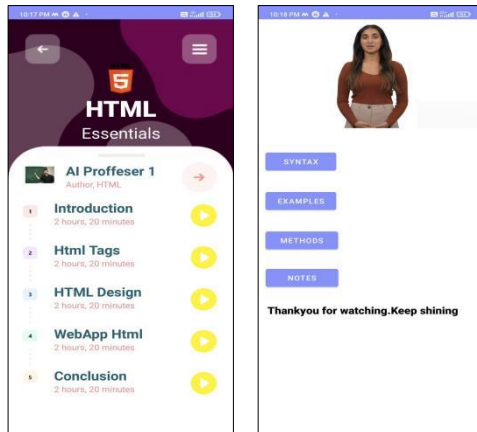 10:17 PM
5
HTML
Essentials
AI Proffeser 1
Author, HTML
1
Introduction
2 hours, 20 minutes
2
Html Tags
2 hours, 20 minutes
3
HTML Design
2 hours, 20 minutes
4
WebApp Html
2 hours, 20 minutes
5
Conclusion
2 hours, 20 minutes
10:18 PM
SYNTAX
EXAMPLES
METHODS
NOTES
Thankyou for watching.Keep shining